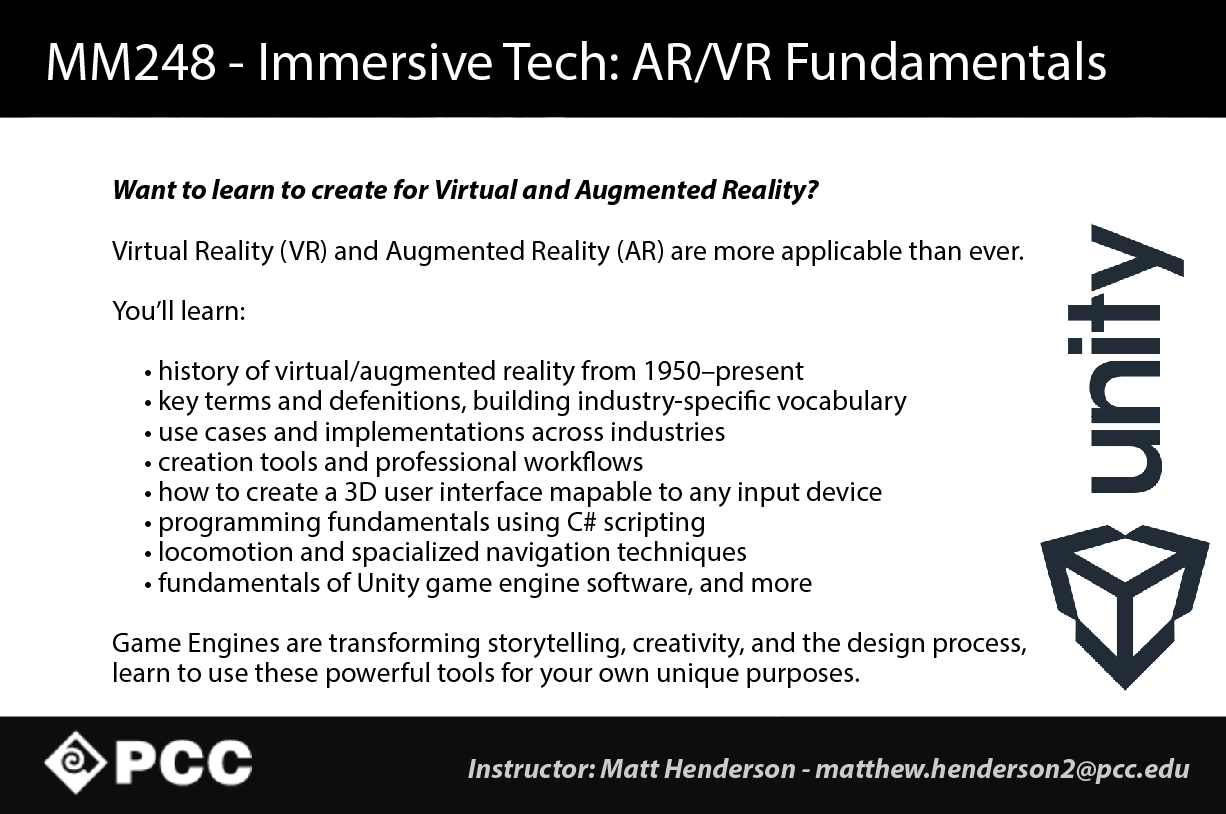 MM248 - Immersive Tech: AR/VR Fundamentals
Want to learn to create for Virtual and Augmented Reality?
Virtual Reality (VR) and Augmented Reality (AR) are more applicable than ever.
You’ll learn:
• history of virtual/augmented reality from 1950–present
• key terms and defenitions, building industry-specific vocabulary
• use cases and implementations across industries
• creation tools and professional workflows
• how to create a 3D user interface mapable to any input device
• programming fundamentals using C# scripting
• locomotion and spacialized navigation techniques
• fundamentals of Unity game engine software, and more
Game Engines are transforming storytelling, creativity, and the design process,
learn to use these powerful tools for your own unique purposes.
unity
PCC
Instructor: Matt Henderson - matthew.henderson2@pcc.edu